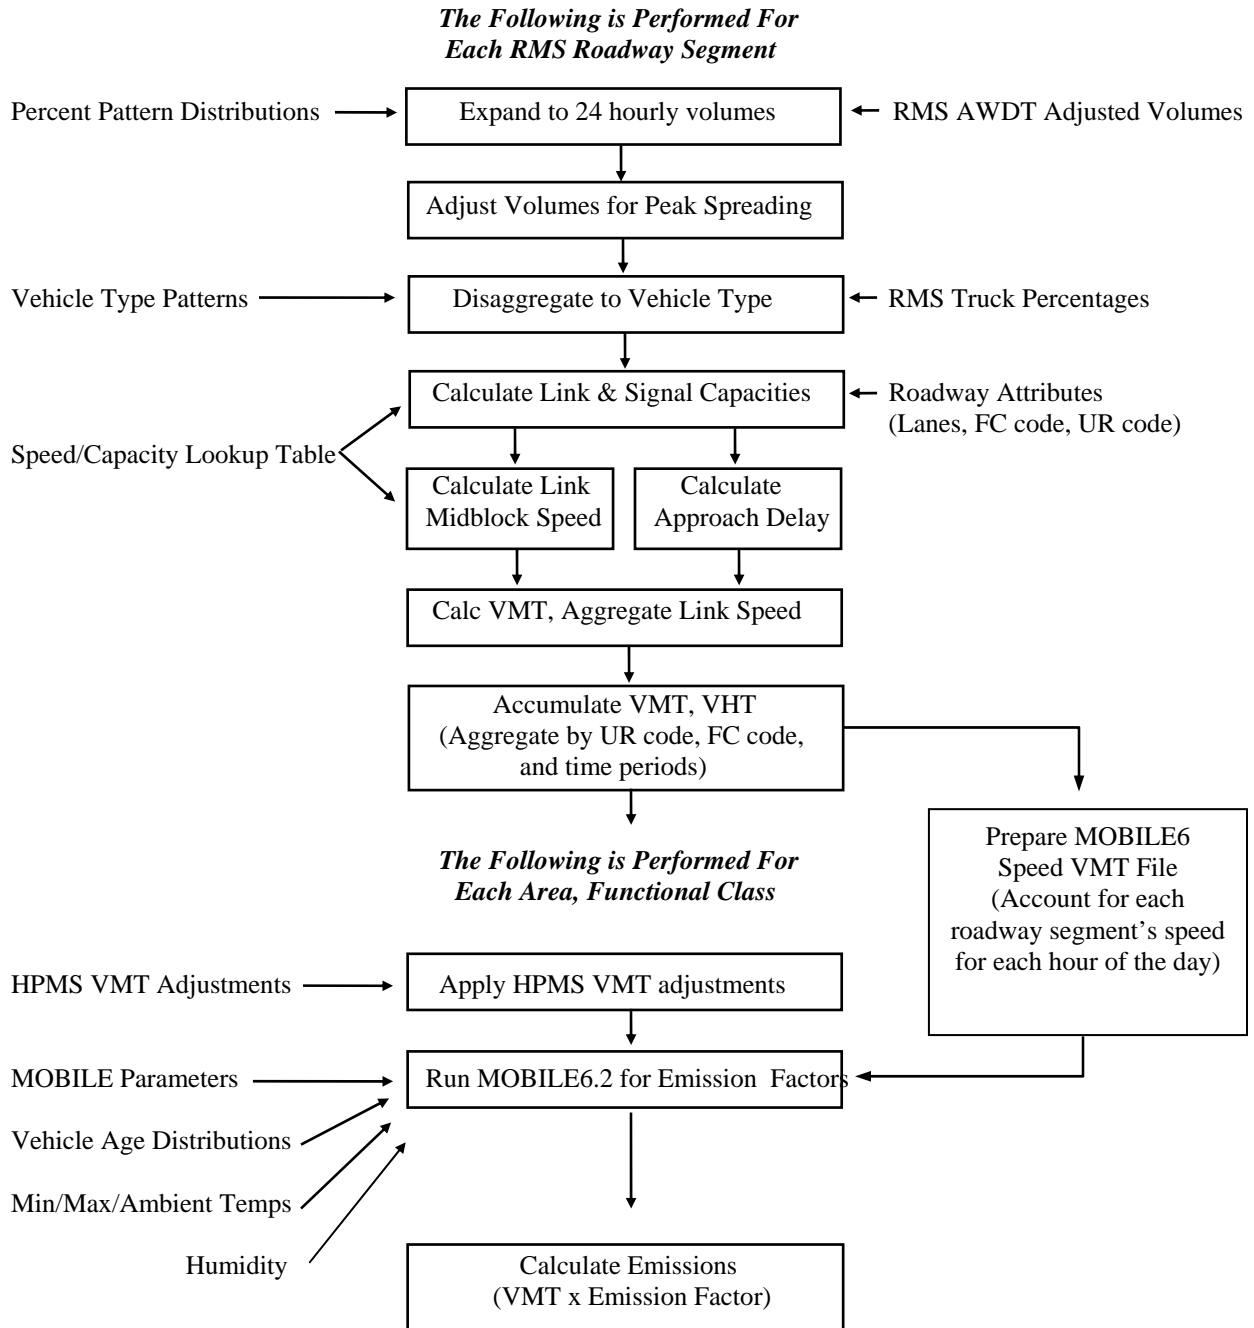 The Following is Performed For
Each RMS Roadway Segment
Percent Pattern Distributions
Expand to 24 hourly volumes
RMS AWDT Adjusted Volumes
Adjust Volumes for Peak Spreading
Vehicle Type Patterns
Disaggregate to Vehicle Type
RMS Truck Percentages
Calculate Link & Signal Capacities
Roadway Attributes
(Lanes, FC code, UR code)
Speed/Capacity Lookup Table
Calculate Link
Midblock Speed
Calculate
Approach Delay
Calc VMT, Aggregate Link Speed
Accumulate VMT, VHT
(Aggregate by UR code, FC code,
and time periods)
Prepare MOBILE6
Speed VMT File
(Account for each
roadway segment's speed
for each hour of the day)
The Following is Performed For
Each Area, Functional Class
HPMS VMT Adjustments
Apply HPMS VMT adjustments
MOBILE Parameters
Run MOBILE6.2 for Emission Factors
Vehicle Age Distributions
Min/Max/Ambient Temps
Humidity
Calculate Emissions
(VMT x Emission Factor)